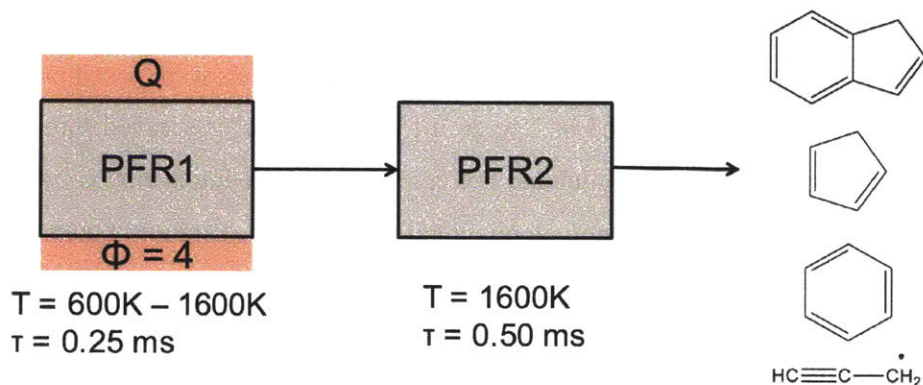 Q
PFR1
Φ = 4
T = 600K – 1600K
τ = 0.25 ms
PFR2
T = 1600K
τ = 0.50 ms
HC≡C—CH₂